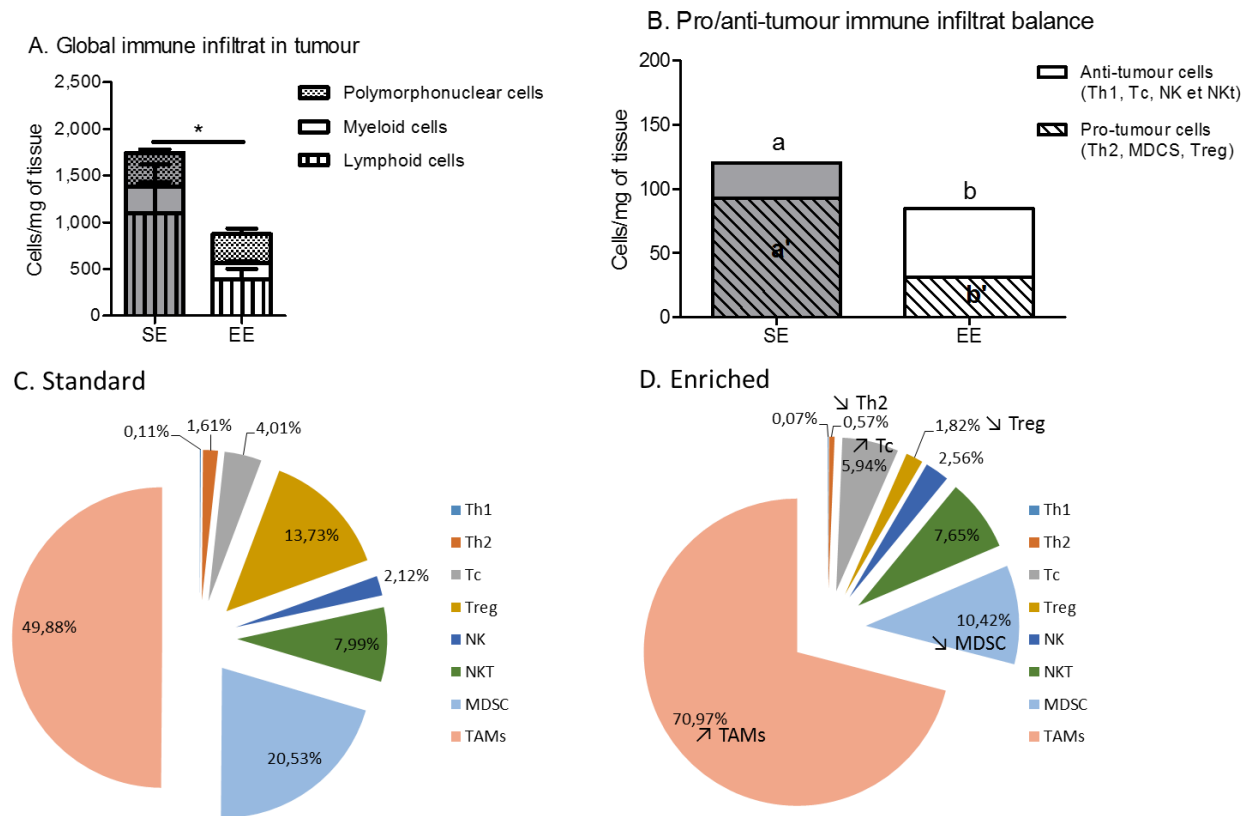 A. Global immune infiltrat in tumour
2,500
2,000
1,500
1,000
500
0
Cells/mg of tissue
*
SE
EE
Polymorphonuclear cells
Myeloid cells
Lymphoid cells
B. Pro/anti-tumour immune infiltrat balance
200
150
100
50
0
Cells/mg of tissue
a
a'
b
b'
SE
EE
Anti-tumour cells
(Th1, Tc, NK et NKt)
Pro-tumour cells
(Th2, MDCS, Treg)
C. Standard
0,11%
1,61%
4,01%
13,73%
2,12%
7,99%
20,53%
49,88%
Th1
Th2
Tc
Treg
NK
NKT
MDSC
TAMs
D. Enriched
↘ Th2
0,07%
0,57%
↗ Tc
5,94%
1,82% ↘ Treg
2,56%
7,65%
10,42%
↘ MDSC
70,97%
↗ TAMs
Th1
Th2
Tc
Treg
NK
NKT
MDSC
TAMs